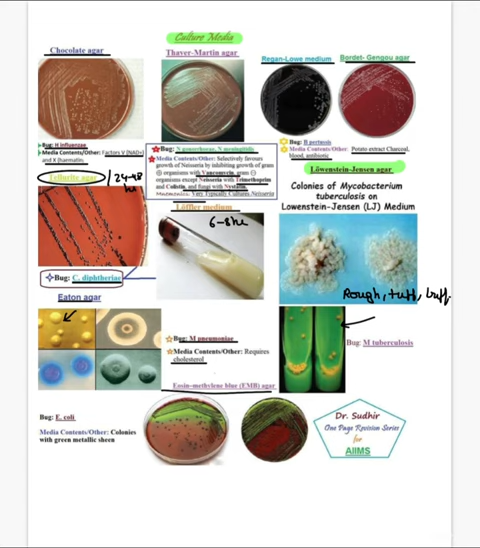 Culture Media
Chocolate agar
Thayer-Martin agar
Regan-Lowe medium
Bordet- Gengou agar
Bug: H influenzae
Media Contents/Other: Factors V (NAD+)
and X (haematin
Bug: N gonorrhoeae, N meningitidis
Media Contents/Other: Selectively favours
growth of Neisseria by inhibiting growth of gram
⊕ organisms with Vancomycin, gram ⊖
organisms except Neisseria with Trimethoprim
and Colistin, and fungi with Nystatin.
Mnemonics: Very Typically Cultures Neisseria
Bug: B pertussis
Media Contents/Other: Potato extract Charcoal,
blood, antibiotic
Tellurite agar / 24-48 hr
Löffler medium
6-8 hr
Löwenstein-Jensen agar
Colonies of Mycobacterium
tuberculosis on
Lowenstein-Jensen (LJ) Medium
Rough, tuff, buff.
Bug: C. diphtheriae
Eaton agar
Bug: M pneumoniae
Media Contents/Other: Requires
cholesterol
Bug: M tuberculosis
Eosin-methylene blue (EMB) agar
Bug: E. coli
Media Contents/Other: Colonies
with green metallic sheen
Dr. Sudhir
One Page Revision Series
for
AIIMS